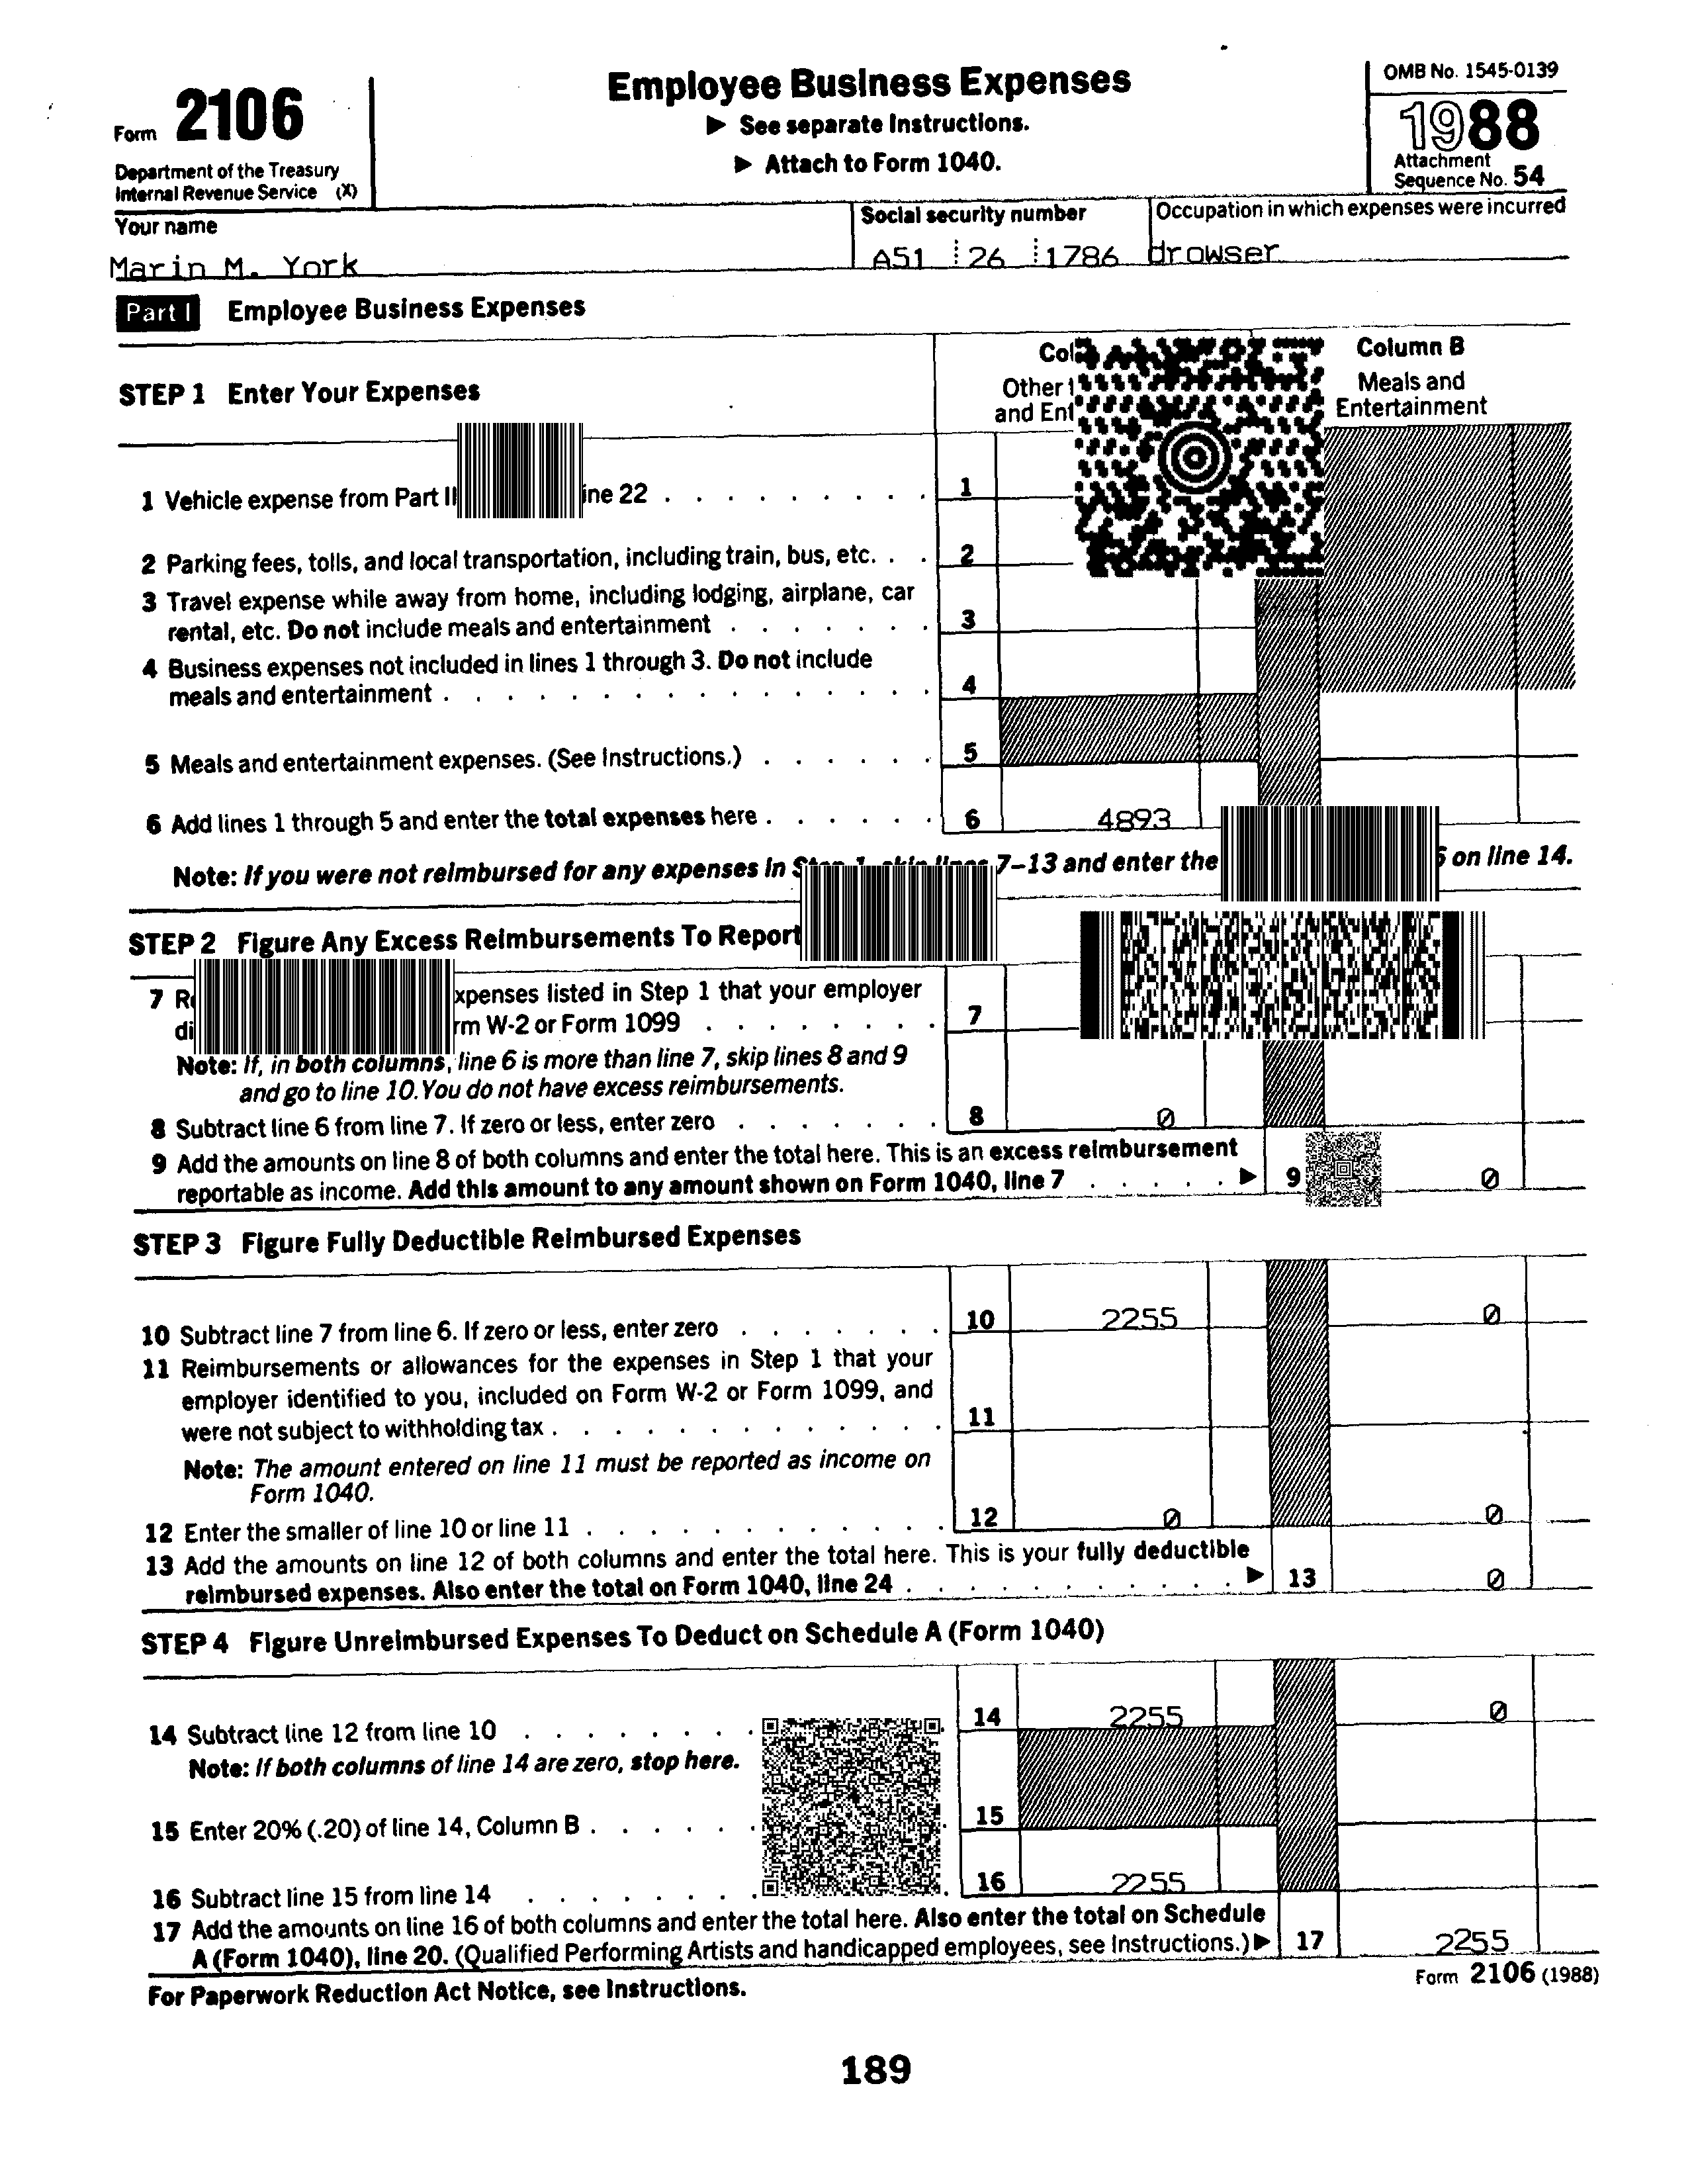 Form 2106
Department of the Treasury
Internal Revenue Service (X)
Employee Business Expenses
▶ See separate Instructions.
▶ Attach to Form 1040.
OMB No. 1545-0139
1988
Attachment
Sequence No. 54
Your name
Social security number
Occupation in which expenses were incurred
Marin M. York
A51 26 1786
drowser
Part I Employee Business Expenses
STEP 1 Enter Your Expenses
Other
and
Column B
Meals and
Entertainment
1 Vehicle expense from Part II line 22 . . . . . . . . . 1
2 Parking fees, tolls, and local transportation, including train, bus, etc. . . 2
3 Travel expense while away from home, including lodging, airplane, car
rental, etc. Do not include meals and entertainment . . . . . . . 3
4 Business expenses not included in lines 1 through 3. Do not include
meals and entertainment . . . . . . . . . . . . . . . . 4
5 Meals and entertainment expenses. (See Instructions.) . . . . . . 5
6 Add lines 1 through 5 and enter the total expenses here . . . . . . 6 4893
Note: If you were not reimbursed for any expenses in Step 1, skip lines 7–13 and enter the on line 14.
STEP 2 Figure Any Excess Reimbursements To Report
7 expenses listed in Step 1 that your employer
W-2 or Form 1099 . . . . . . . . 7
Note: If, in both columns, line 6 is more than line 7, skip lines 8 and 9
and go to line 10. You do not have excess reimbursements.
8 Subtract line 6 from line 7. If zero or less, enter zero . . . . . . . 8 0
9 Add the amounts on line 8 of both columns and enter the total here. This is an excess reimbursement
reportable as income. Add this amount to any amount shown on Form 1040, line 7 . . . . . ▶ 9 0
STEP 3 Figure Fully Deductible Reimbursed Expenses
10 Subtract line 7 from line 6. If zero or less, enter zero . . . . . . . 10 2255 0
11 Reimbursements or allowances for the expenses in Step 1 that your
employer identified to you, included on Form W-2 or Form 1099, and
were not subject to withholding tax . . . . . . . . . . . . . 11
Note: The amount entered on line 11 must be reported as income on
Form 1040.
12 Enter the smaller of line 10 or line 11 . . . . . . . . . . . . 12 0 0
13 Add the amounts on line 12 of both columns and enter the total here. This is your fully deductible
reimbursed expenses. Also enter the total on Form 1040, line 24 . . . . . . . . . . . ▶ 13 0
STEP 4 Figure Unreimbursed Expenses To Deduct on Schedule A (Form 1040)
14 Subtract line 12 from line 10 . . . . . . . . 14 2255 0
Note: If both columns of line 14 are zero, stop here.
15 Enter 20% (.20) of line 14, Column B . . . . . . 15
16 Subtract line 15 from line 14 . . . . . . . . 16 2255
17 Add the amounts on line 16 of both columns and enter the total here. Also enter the total on Schedule
A (Form 1040), line 20. (Qualified Performing Artists and handicapped employees, see Instructions.) ▶ 17 2255
For Paperwork Reduction Act Notice, see Instructions.
Form 2106 (1988)
189